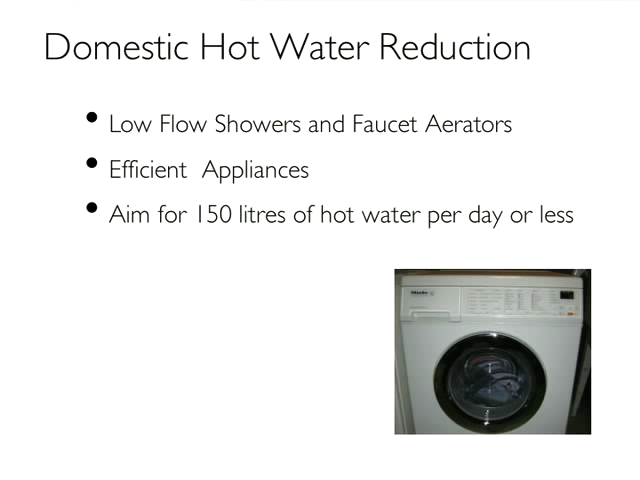 Domestic Hot Water Reduction
• Low Flow Showers and Faucet Aerators
• Efficient  Appliances
• Aim for 150 litres of hot water per day or less
Miele